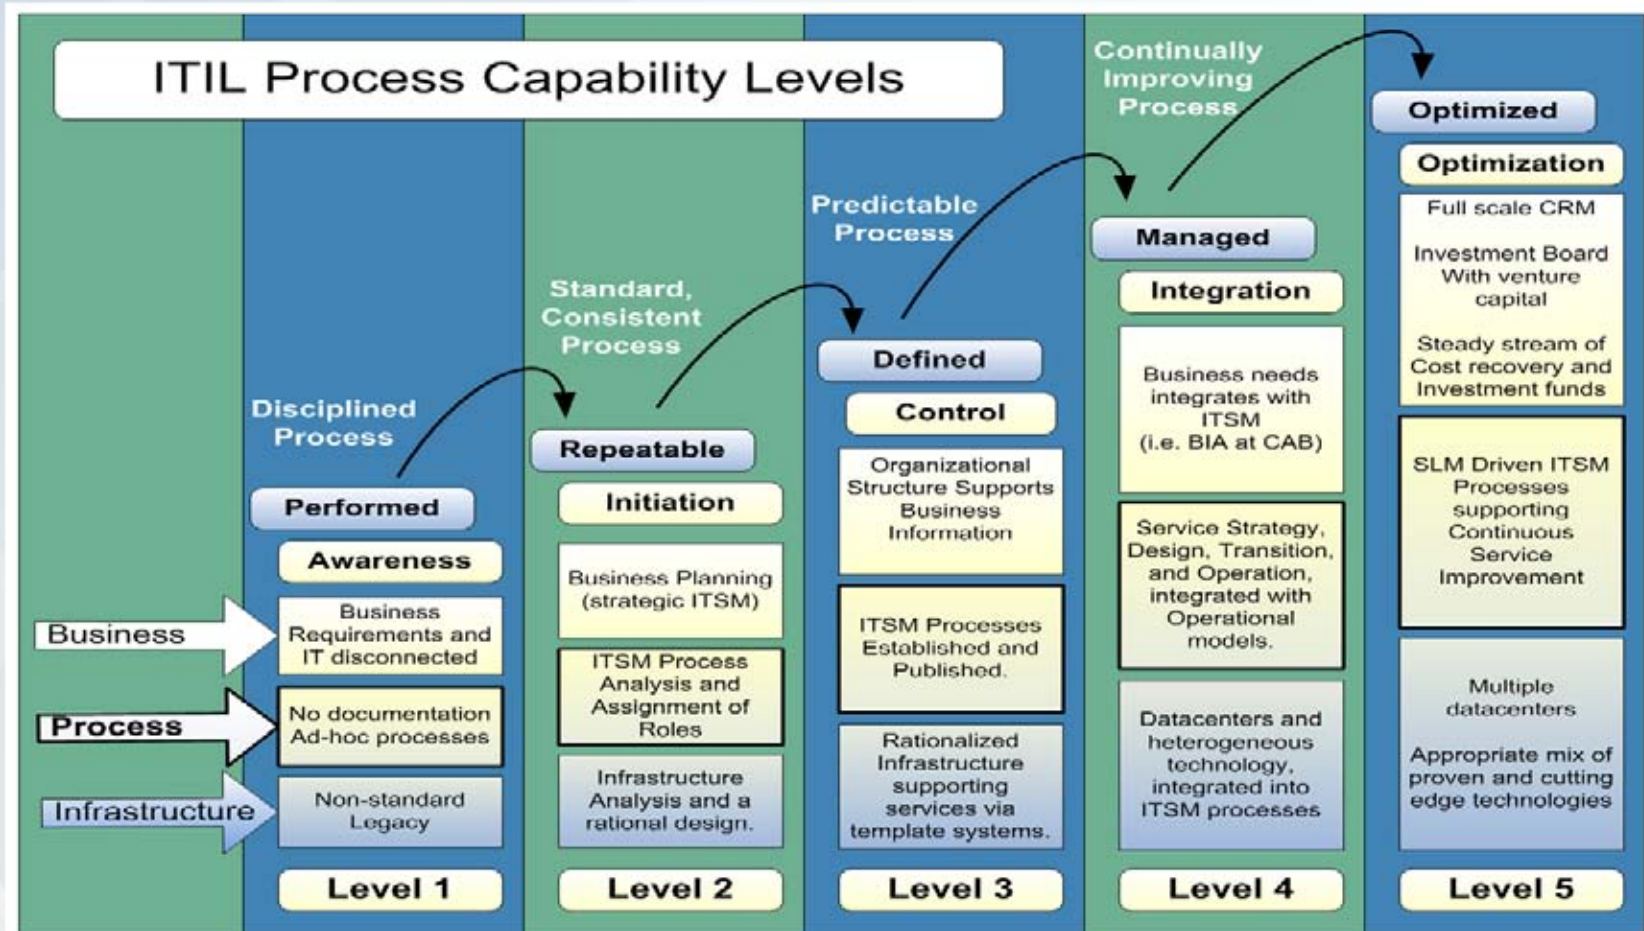 ITIL Process Capability Levels
Business
Process
Infrastructure
Disciplined
Process
Performed
Awareness
Business
Requirements and
IT disconnected
No documentation
Ad-hoc processes
Non-standard
Legacy
Level 1
Standard,
Consistent
Process
Repeatable
Initiation
Business Planning
(strategic ITSM)
ITSM Process
Analysis and
Assignment of
Roles
Infrastructure
Analysis and a
rational design.
Level 2
Predictable
Process
Defined
Control
Organizational
Structure Supports
Business
Information
ITSM Processes
Established and
Published.
Rationalized
Infrastructure
supporting
services via
template systems.
Level 3
Continually
Improving
Process
Managed
Integration
Business needs
integrates with
ITSM
(i.e. BIA at CAB)
Service Strategy,
Design, Transition,
and Operation,
integrated with
Operational
models.
Datacenters and
heterogeneous
technology,
integrated into
ITSM processes
Level 4
Optimized
Optimization
Full scale CRM
Investment Board
With venture
capital
Steady stream of
Cost recovery and
Investment funds
SLM Driven ITSM
Processes
supporting
Continuous
Service
Improvement
Multiple
datacenters
Appropriate mix of
proven and cutting
edge technologies
Level 5